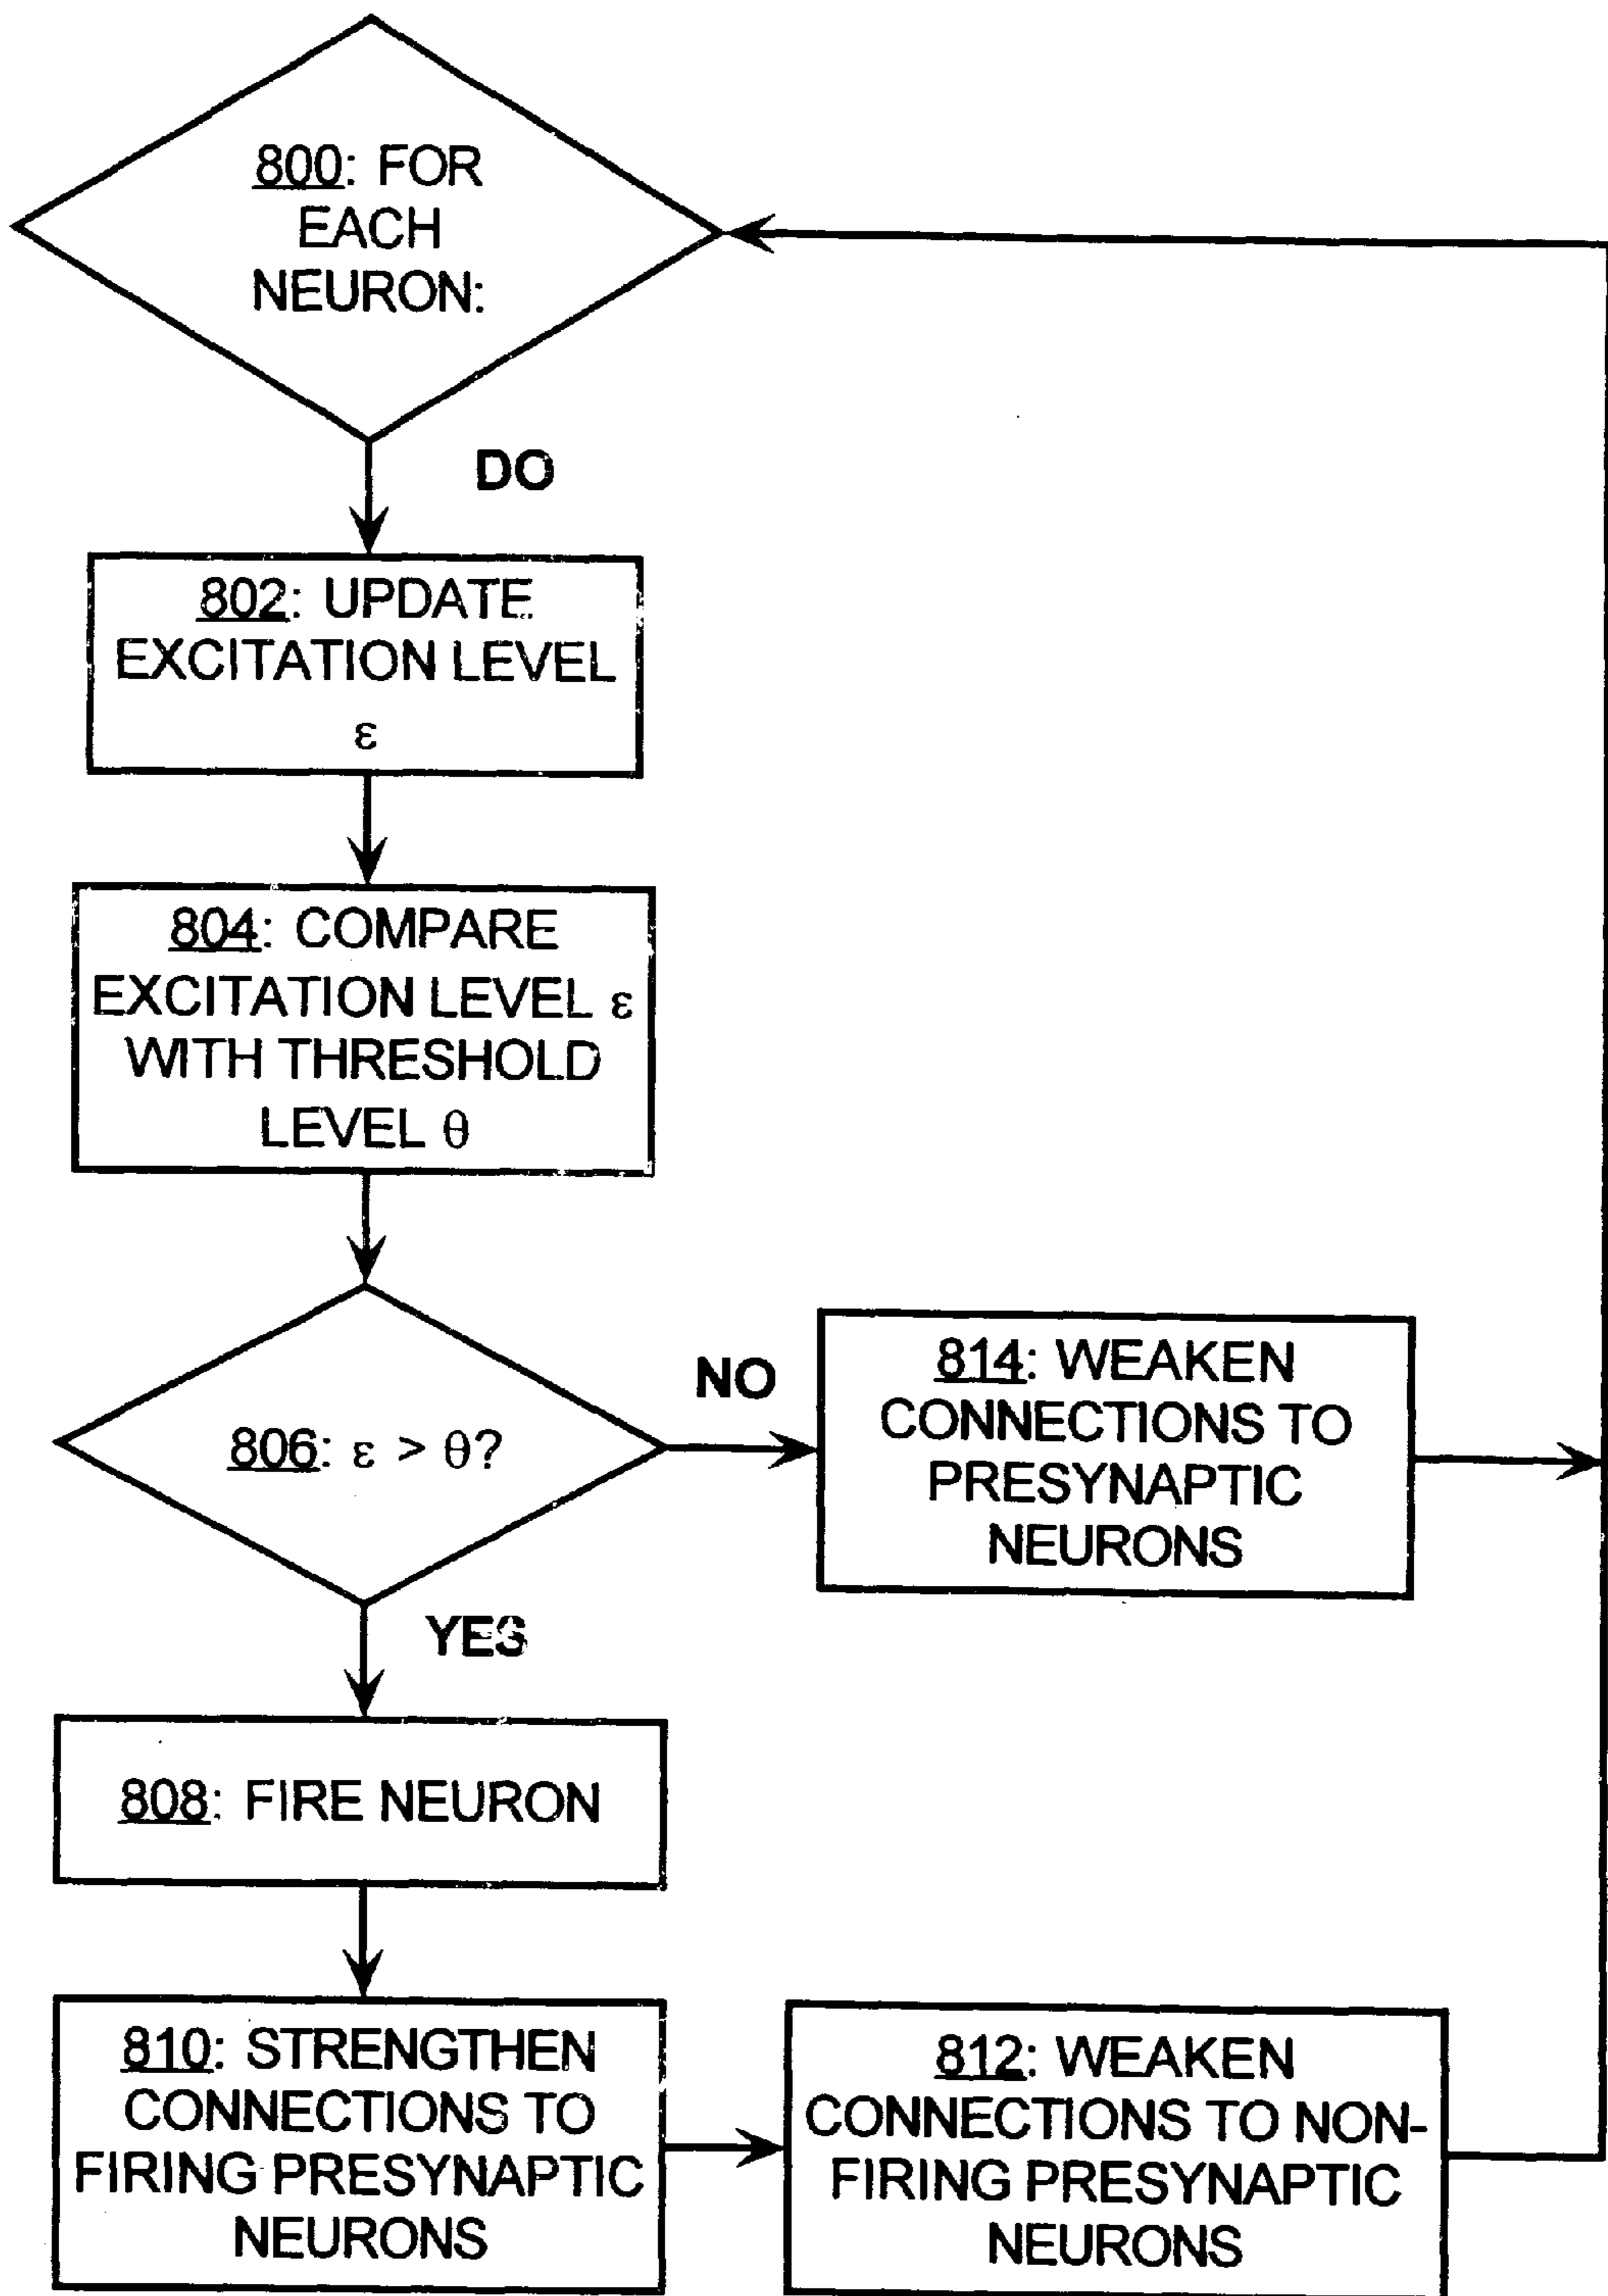 800: FOR
EACH
NEURON:
DO
802: UPDATE
EXCITATION LEVEL
ε
804: COMPARE
EXCITATION LEVEL ε
WITH THRESHOLD
LEVEL θ
806: ε > θ?
NO
814: WEAKEN
CONNECTIONS TO
PRESYNAPTIC
NEURONS
YES
808: FIRE NEURON
810: STRENGTHEN
CONNECTIONS TO
FIRING PRESYNAPTIC
NEURONS
812: WEAKEN
CONNECTIONS TO NON-
FIRING PRESYNAPTIC
NEURONS